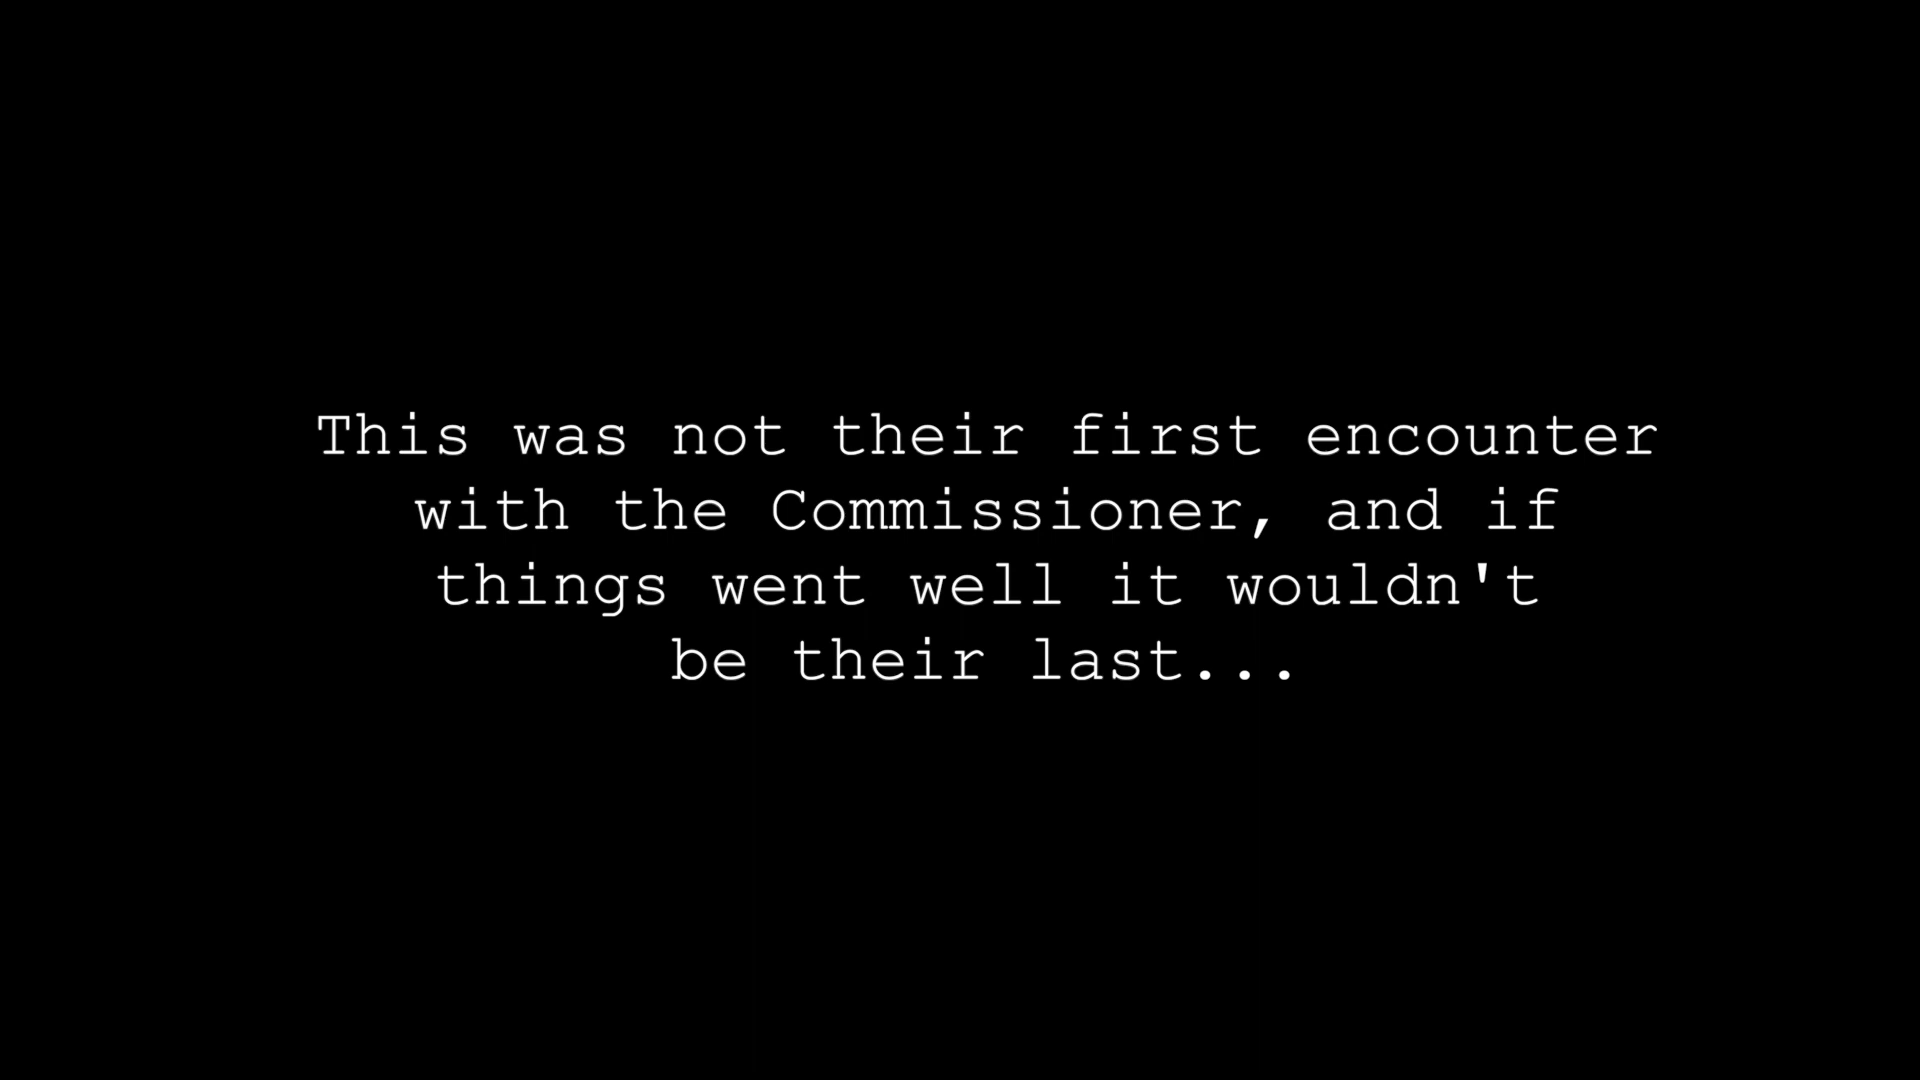 This was not their first encounter
with the Commissioner, and if
things went well it wouldn't
be their last...